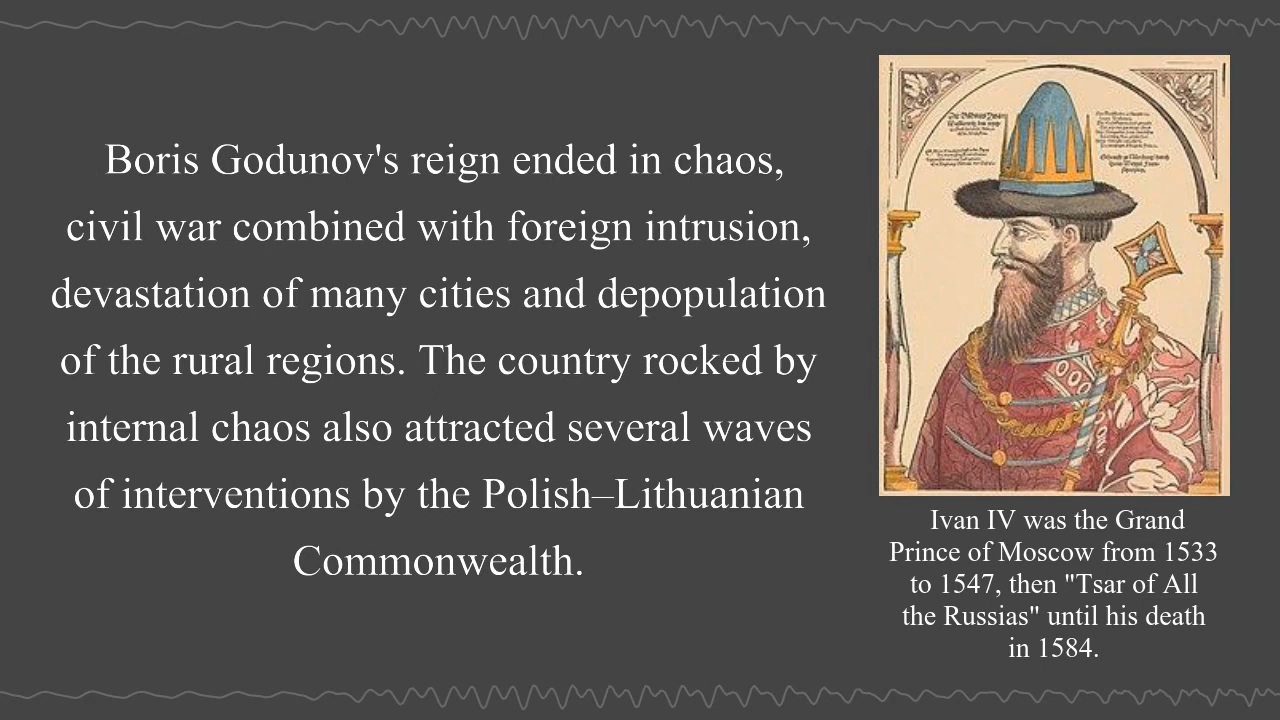 Boris Godunov's reign ended in chaos,
civil war combined with foreign intrusion,
devastation of many cities and depopulation
of the rural regions. The country rocked by
internal chaos also attracted several waves
of interventions by the Polish–Lithuanian
Commonwealth.
Ivan IV was the Grand
Prince of Moscow from 1533
to 1547, then "Tsar of All
the Russias" until his death
in 1584.